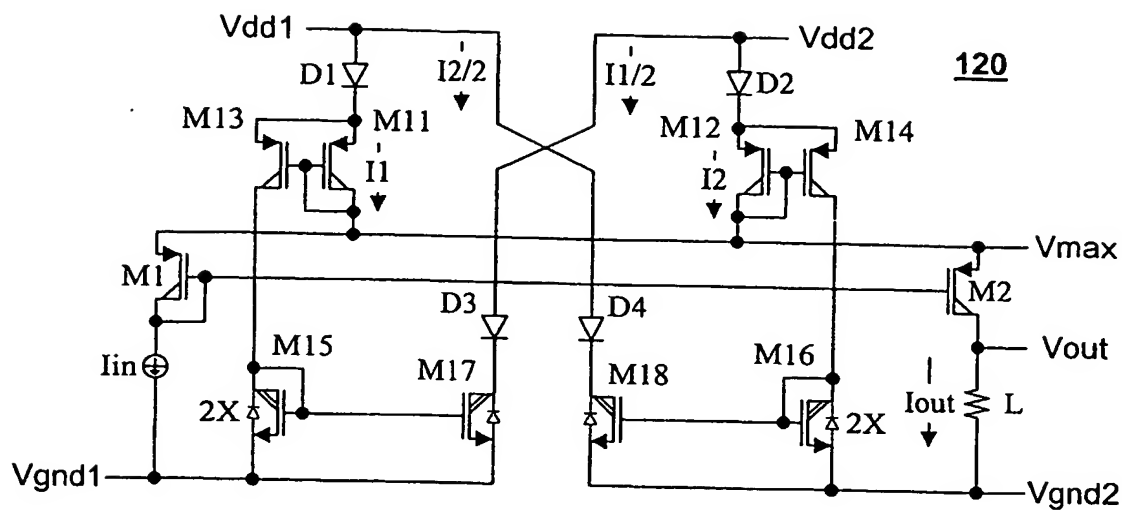 Vdd1
Vdd2
120
D1
I2/2
I1/2
D2
M13
M11
M12
M14
I1
I2
Vmax
M1
M2
D3
D4
Vout
Iin
M15
M17
M18
M16
2X
2X
Iout
L
Vgnd1
Vgnd2